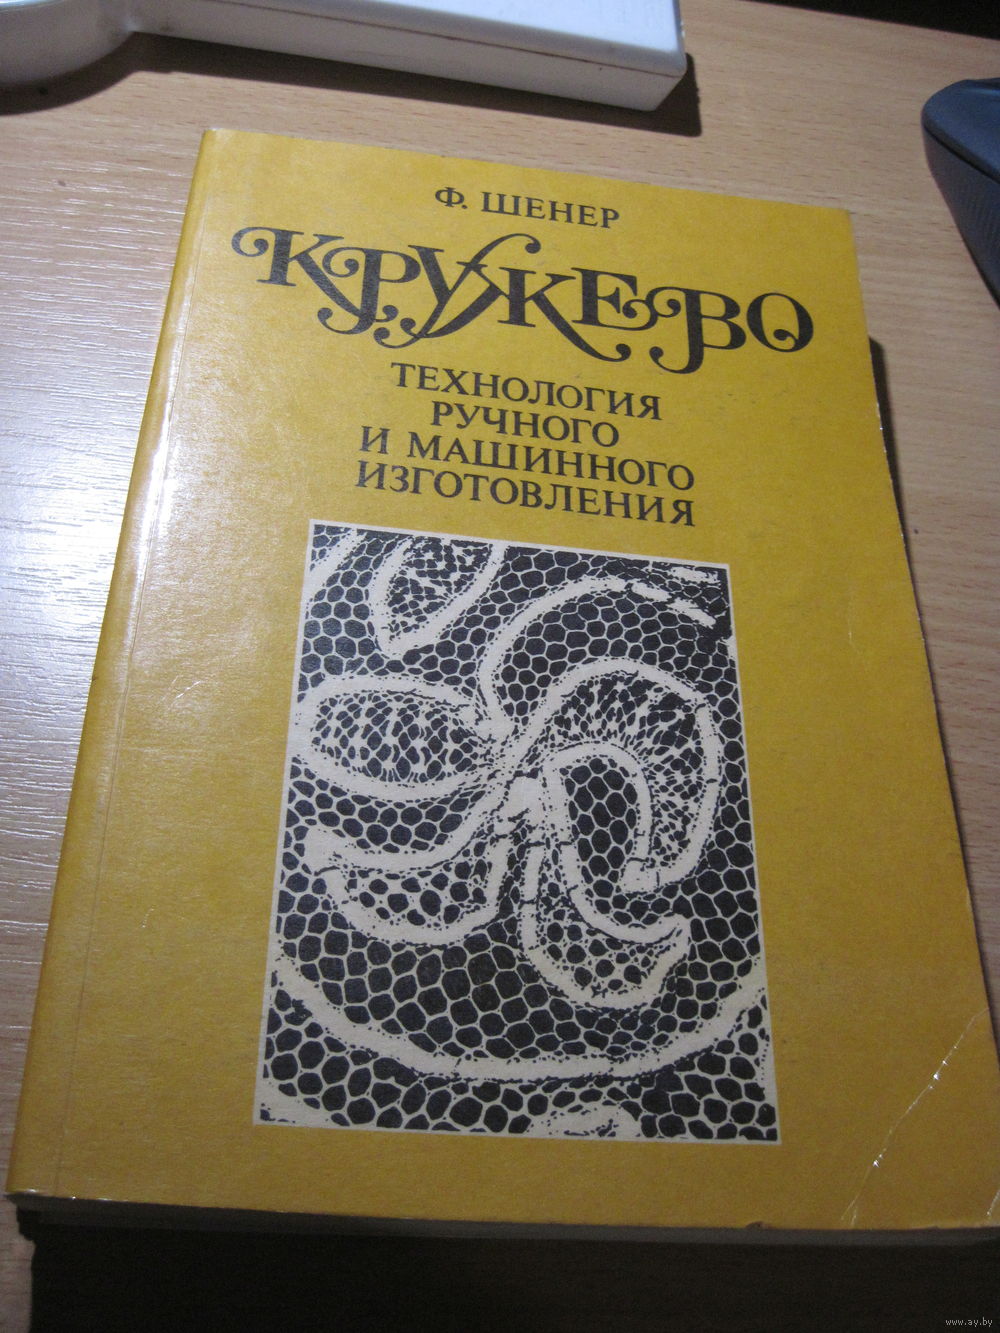 Ф. ШЕНЕР
КРУЖЕВО
ТЕХНОЛОГИЯ
РУЧНОГО
И МАШИННОГО
ИЗГОТОВЛЕНИЯ
www.ay.by